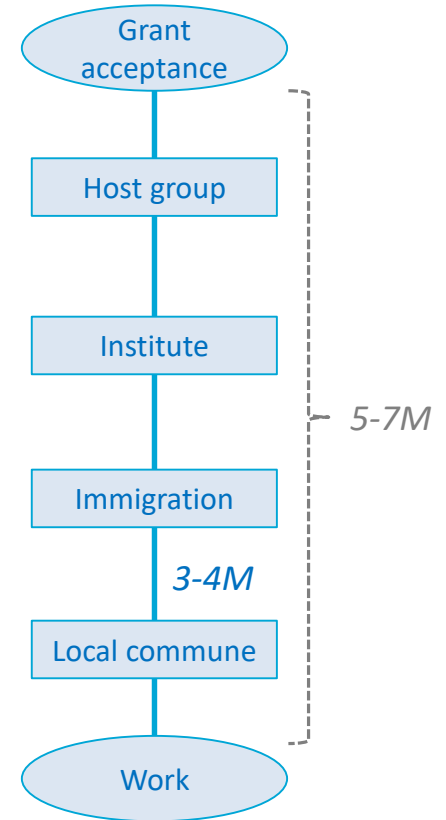 Grant
acceptance
Host group
Institute
5-7M
Immigration
3-4M
Local commune
Work